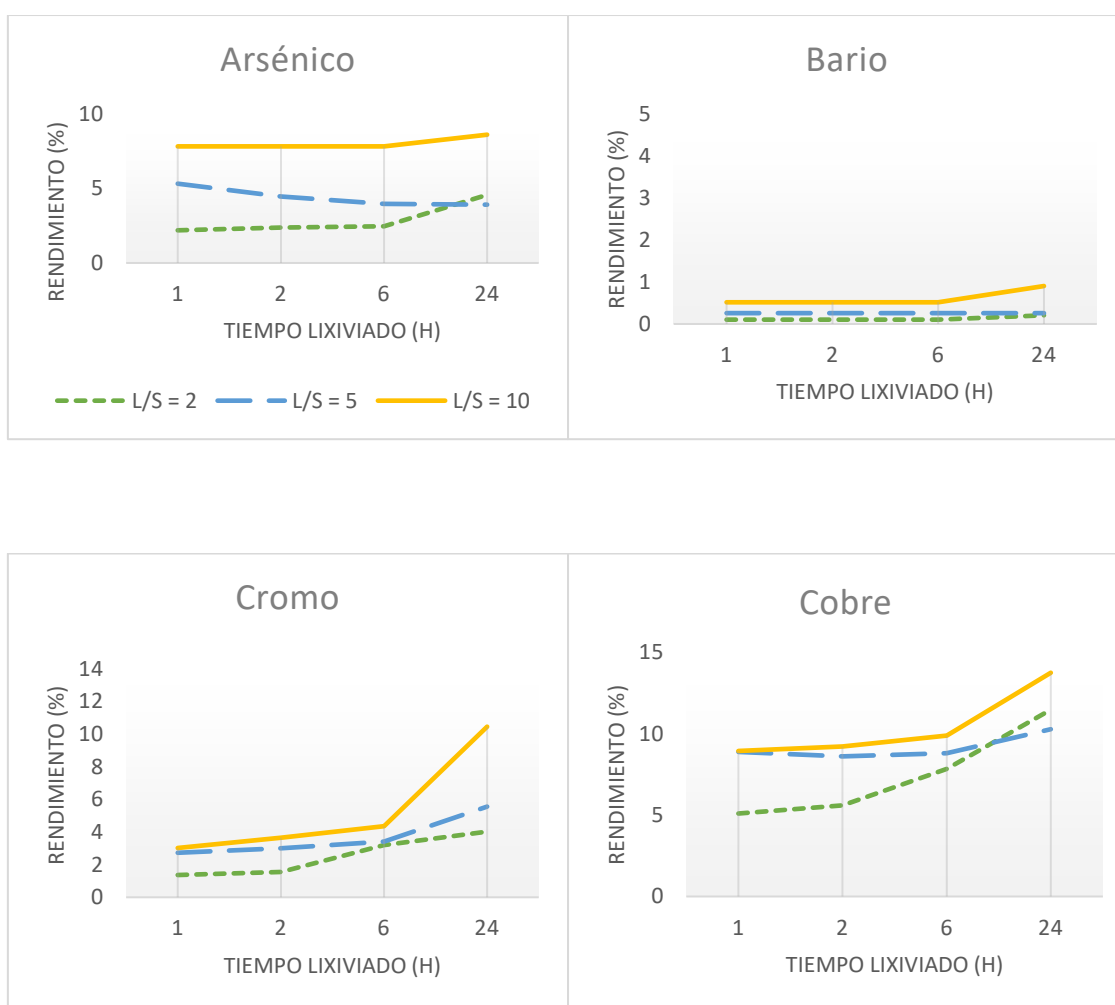 Arsénico
RENDIMIENTO (%)
10
5
0
1 2 6 24
TIEMPO LIXIVIADO (H)
L/S = 2 L/S = 5 L/S = 10
Bario
RENDIMIENTO (%)
5
4
3
2
1
0
1 2 6 24
TIEMPO LIXIVIADO (H)
Cromo
RENDIMIENTO (%)
14
12
10
8
6
4
2
0
1 2 6 24
TIEMPO LIXIVIADO (H)
Cobre
RENDIMIENTO (%)
15
10
5
0
1 2 6 24
TIEMPO LIXIVIADO (H)